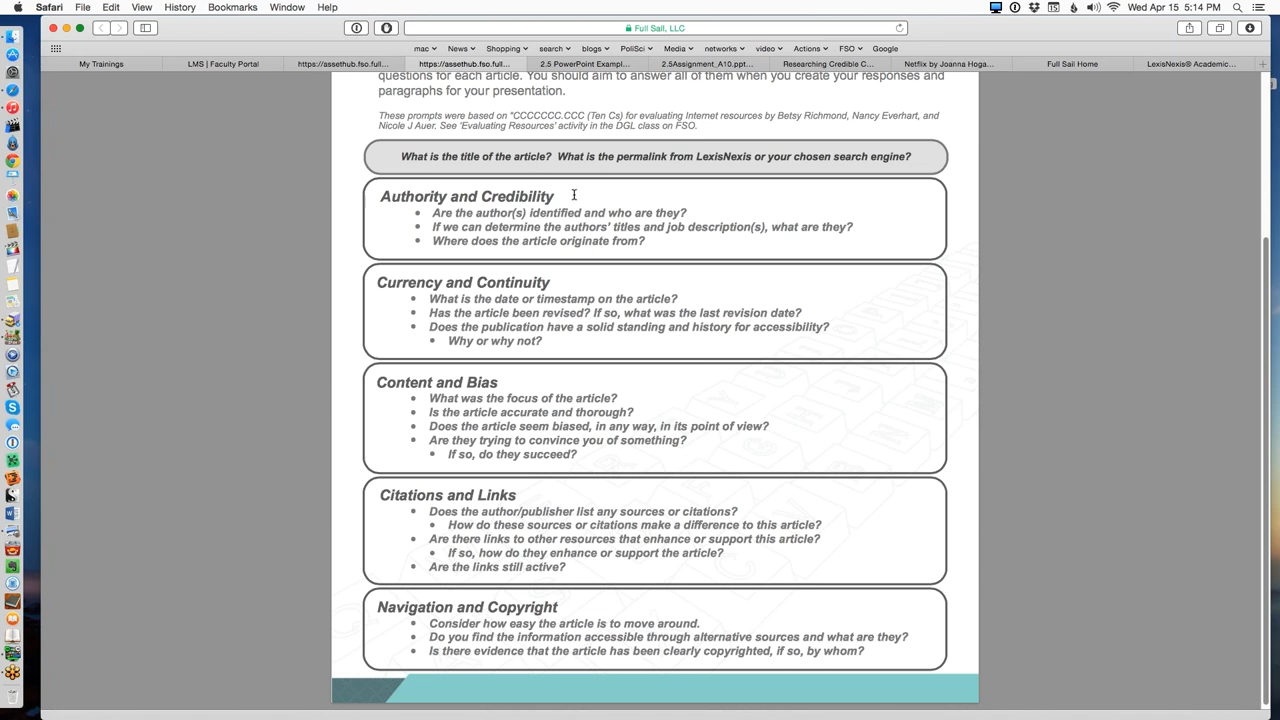 Safari File Edit View History Bookmarks Window Help Wed Apr 15 5:14 PM
Full Sail, LLC
mac News Shopping search blogs PoliSci Media networks video Actions FSO Google
My Trainings LMS | Faculty Portal https://assethub.fso.full... https://assethub.fso.full... 2.5 PowerPoint Exampl... 2.5Assignment_A10.ppt... Researching Credible C... Netflix by Joanna Hoga... Full Sail Home LexisNexis® Academic...
questions for each article. You should aim to answer all of them when you create your responses and
paragraphs for your presentation.
These prompts were based on "CCCCCCC.CCC (Ten Cs) for evaluating Internet resources by Betsy Richmond, Nancy Everhart, and
Nicole J Auer. See 'Evaluating Resources' activity in the DGL class on FSO.
What is the title of the article? What is the permalink from LexisNexis or your chosen search engine?
Authority and Credibility
• Are the author(s) identified and who are they?
• If we can determine the authors' titles and job description(s), what are they?
• Where does the article originate from?
Currency and Continuity
• What is the date or timestamp on the article?
• Has the article been revised? If so, what was the last revision date?
• Does the publication have a solid standing and history for accessibility?
• Why or why not?
Content and Bias
• What was the focus of the article?
• Is the article accurate and thorough?
• Does the article seem biased, in any way, in its point of view?
• Are they trying to convince you of something?
• If so, do they succeed?
Citations and Links
• Does the author/publisher list any sources or citations?
• How do these sources or citations make a difference to this article?
• Are there links to other resources that enhance or support this article?
• If so, how do they enhance or support the article?
• Are the links still active?
Navigation and Copyright
• Consider how easy the article is to move around.
• Do you find the information accessible through alternative sources and what are they?
• Is there evidence that the article has been clearly copyrighted, if so, by whom?